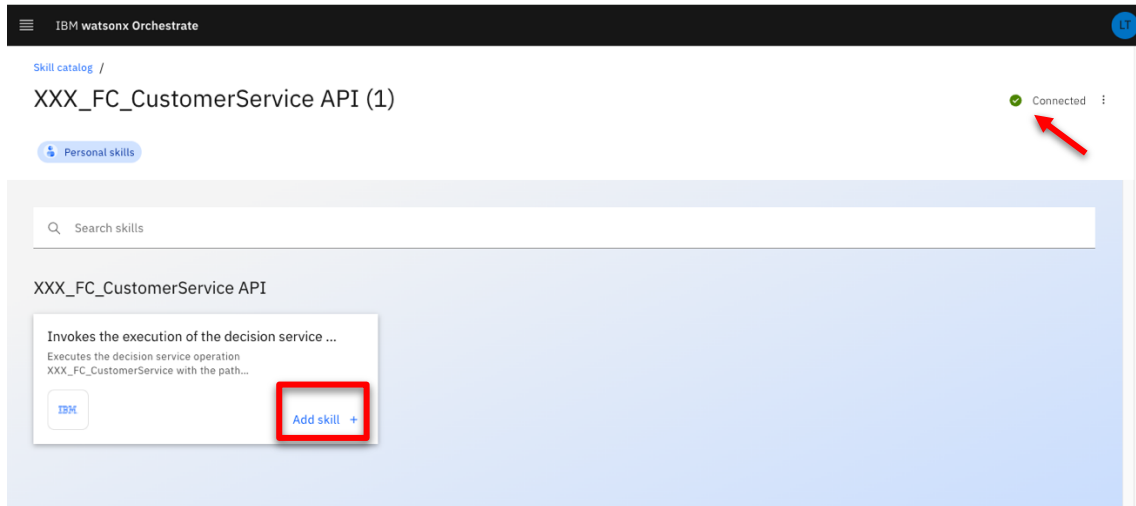 IBM watsonx Orchestrate
LT
Skill catalog /
XXX_FC_CustomerService API (1)
Connected
Personal skills
Search skills
XXX_FC_CustomerService API
Invokes the execution of the decision service ...
Executes the decision service operation
XXX_FC_CustomerService with the path...
IBM
Add skill +